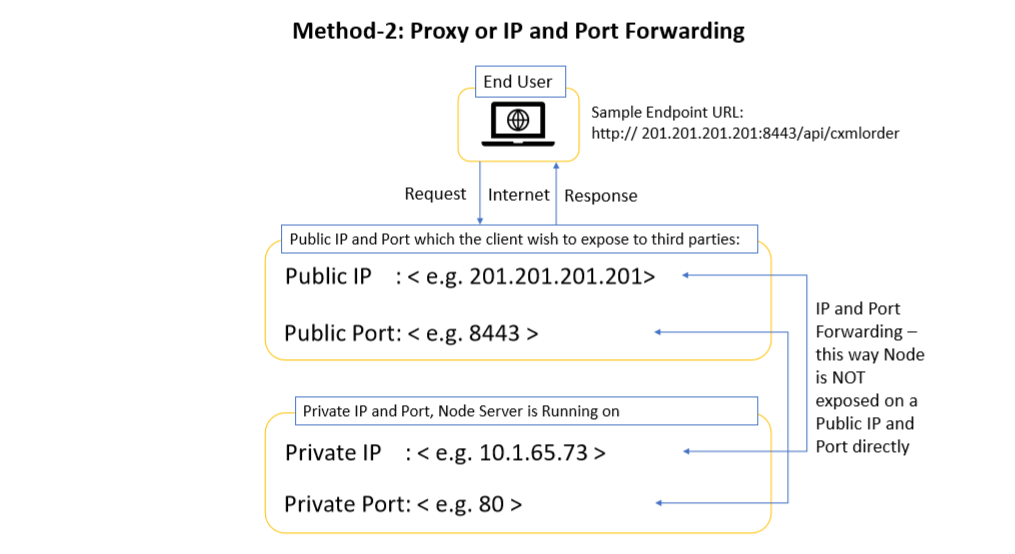 Method-2: Proxy or IP and Port Forwarding
End User
Sample Endpoint URL:
http:// 201.201.201.201:8443/api/cxmlorder
Request
Internet
Response
Public IP and Port which the client wish to expose to third parties:
Public IP : < e.g. 201.201.201.201>
Public Port: < e.g. 8443 >
IP and Port
Forwarding –
this way Node
is NOT
exposed on a
Public IP and
Port directly
Private IP and Port, Node Server is Running on
Private IP : < e.g. 10.1.65.73 >
Private Port: < e.g. 80 >